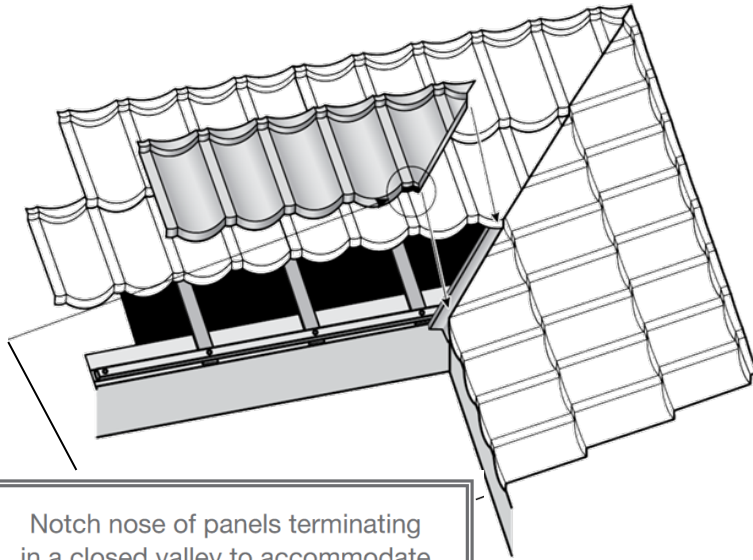 Notch nose of panels terminating
in a closed valley to accommodate